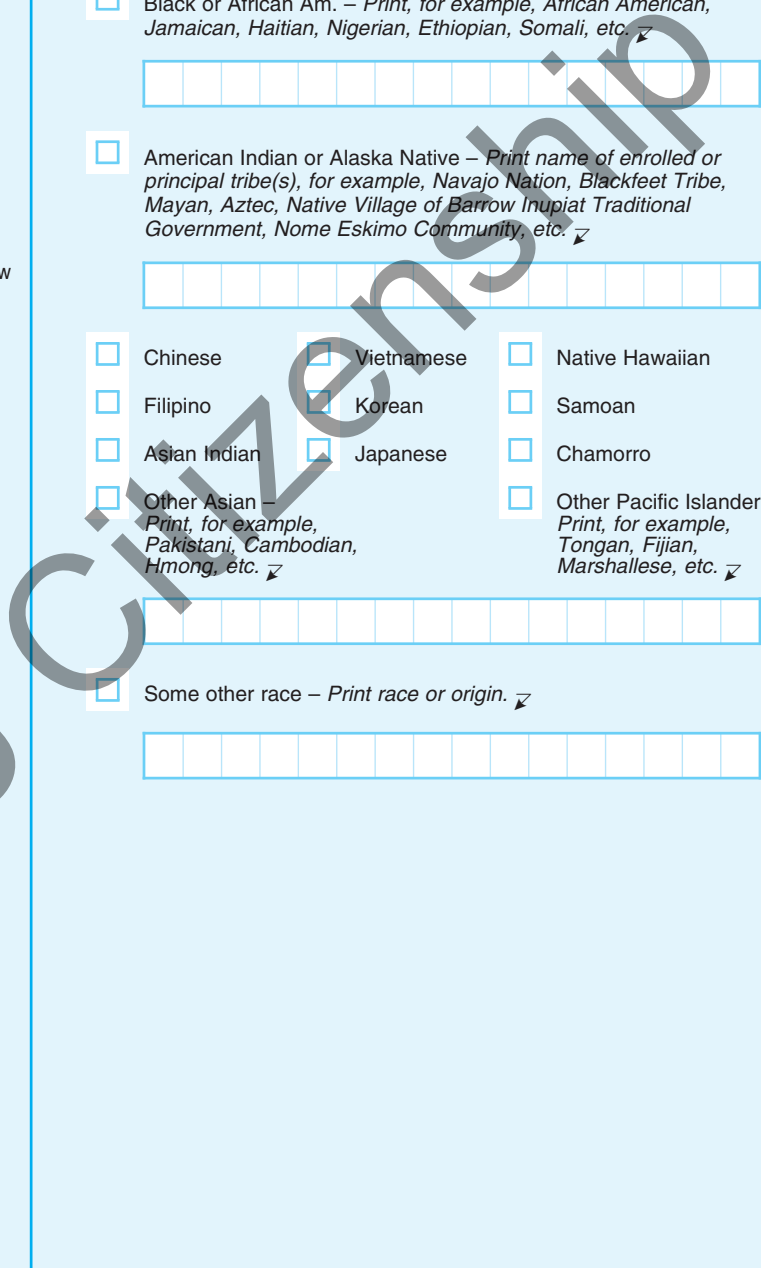 Black or African Am. – Print, for example, African American,
Jamaican, Haitian, Nigerian, Ethiopian, Somali, etc.
American Indian or Alaska Native – Print name of enrolled or
principal tribe(s), for example, Navajo Nation, Blackfeet Tribe,
Mayan, Aztec, Native Village of Barrow Inupiat Traditional
Government, Nome Eskimo Community, etc.
w
Chinese
Vietnamese
Native Hawaiian
Filipino
Korean
Samoan
Asian Indian
Japanese
Chamorro
Other Asian –
Print, for example,
Pakistani, Cambodian,
Hmong, etc.
Other Pacific Islander
Print, for example,
Tongan, Fijian,
Marshallese, etc.
Some other race – Print race or origin.
Citizenship